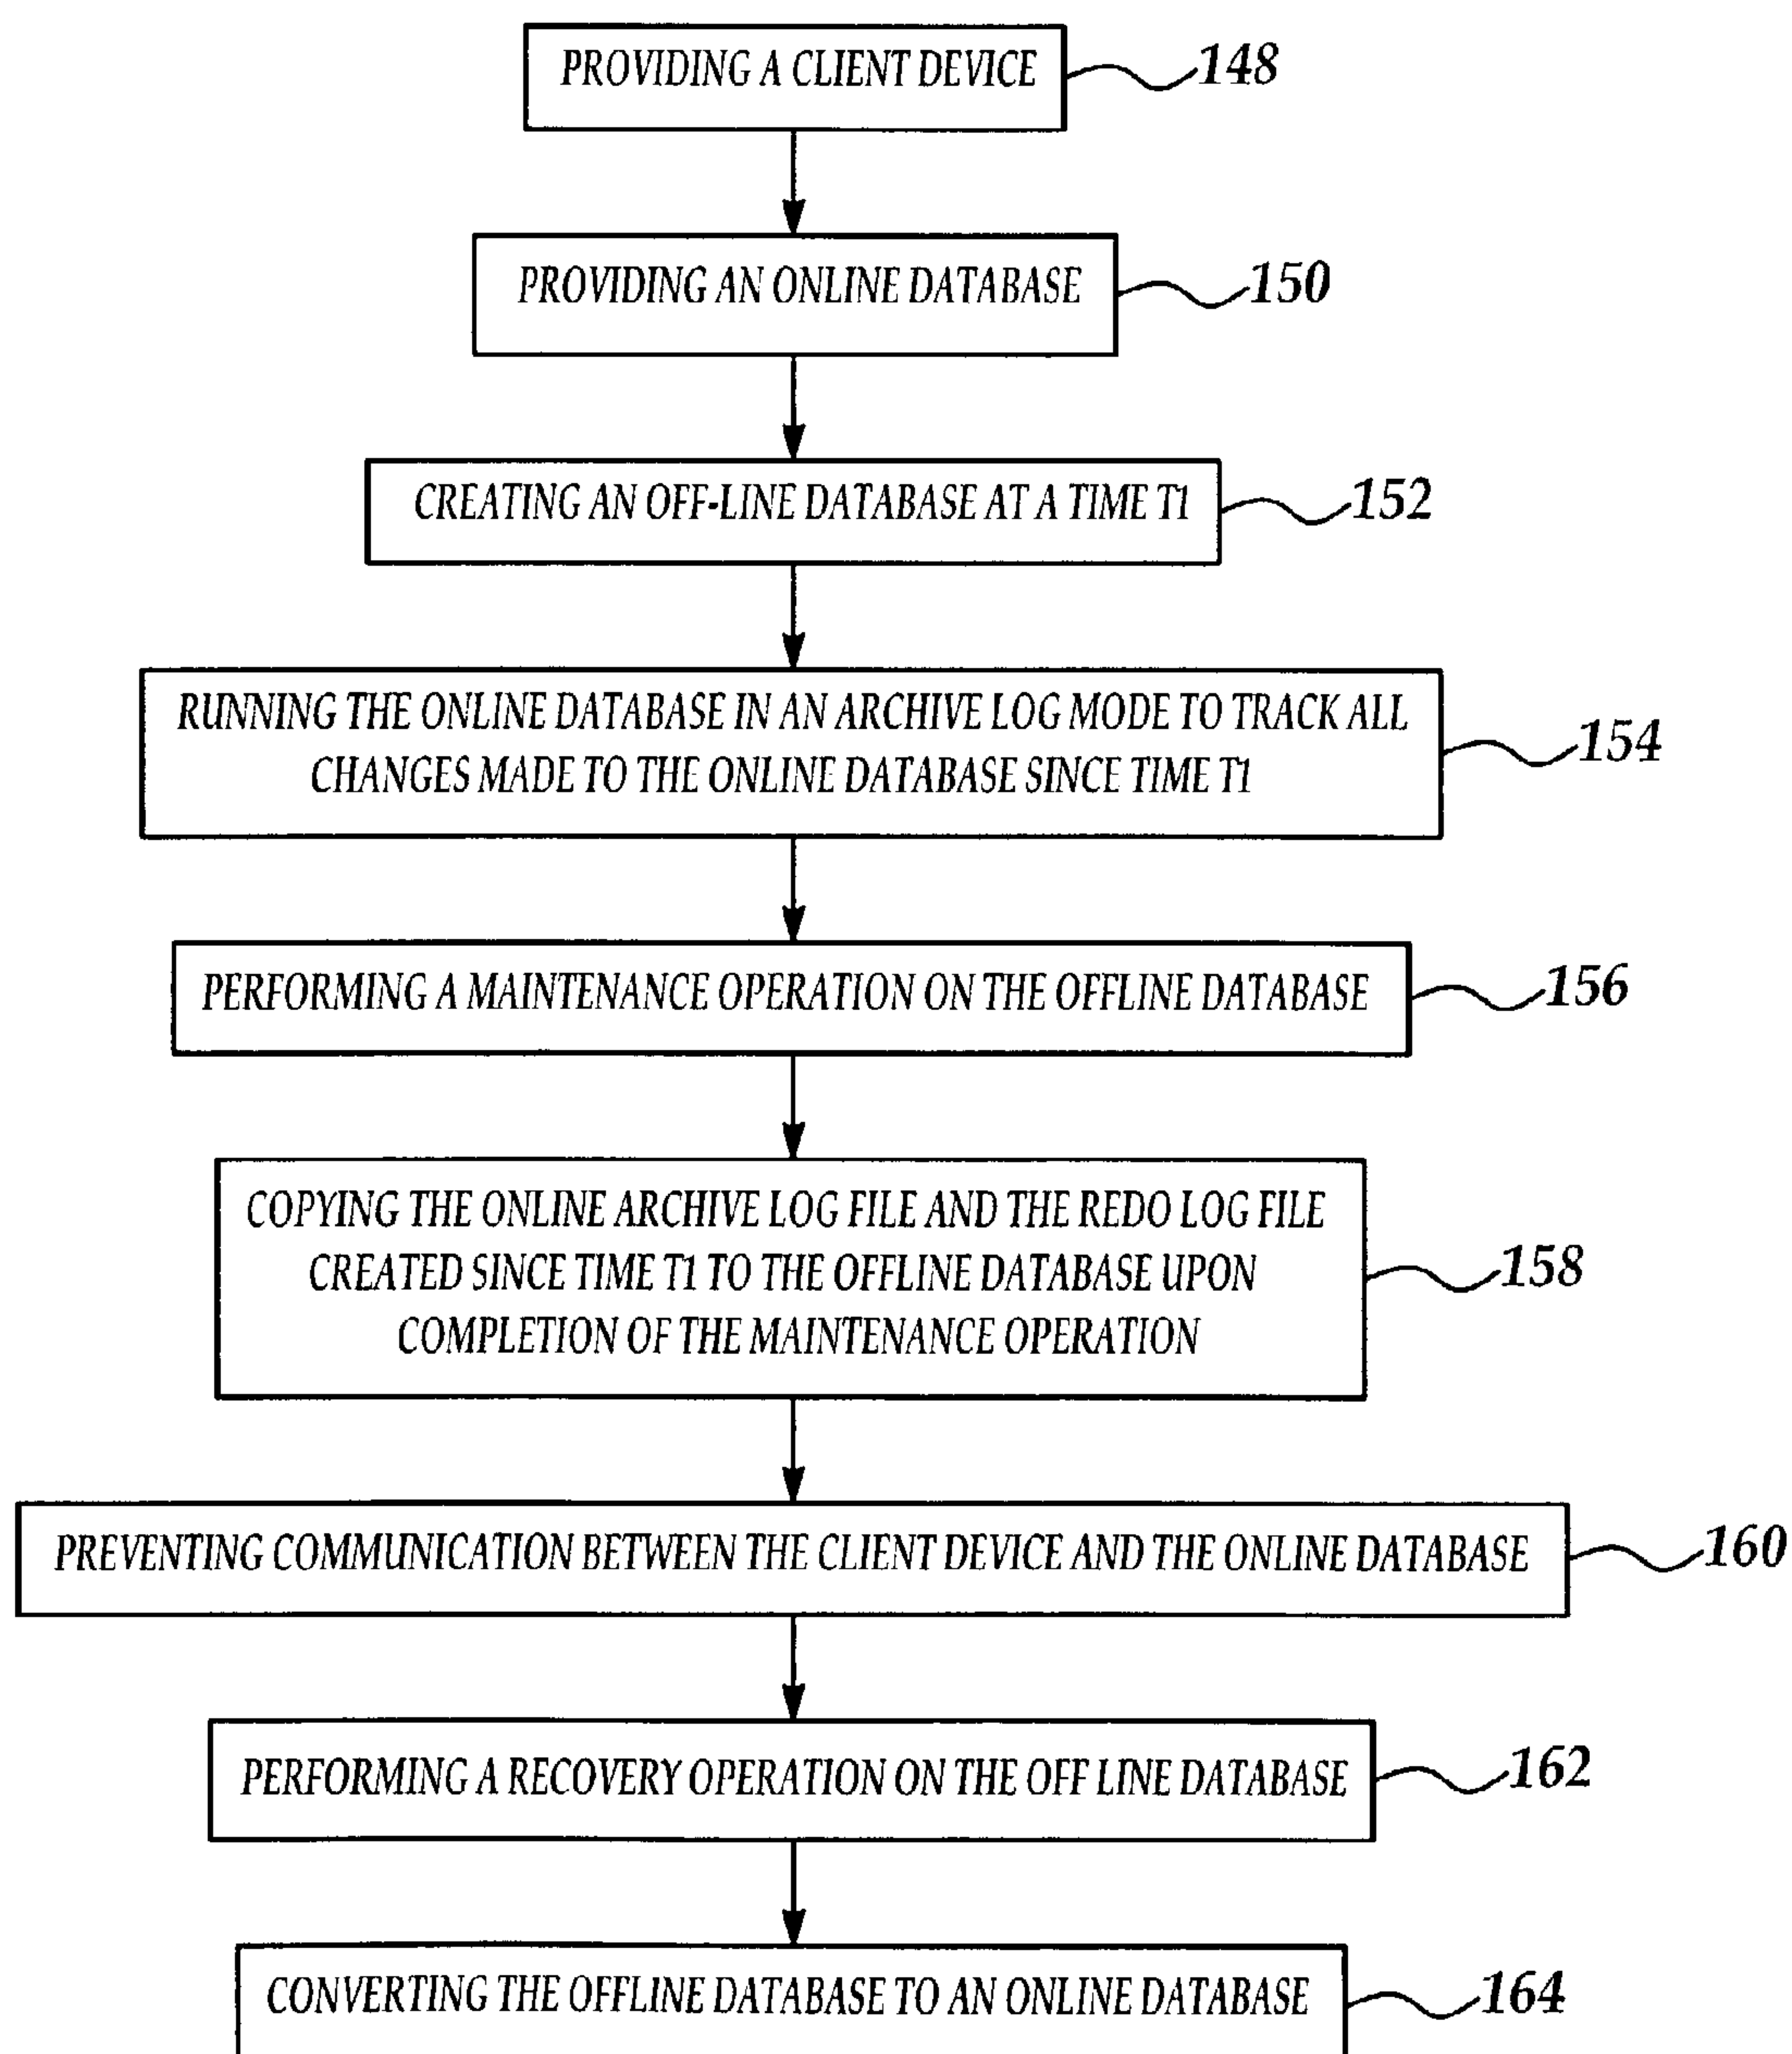 PROVIDING A CLIENT DEVICE
148
PROVIDING AN ONLINE DATABASE
150
CREATING AN OFF-LINE DATABASE AT A TIME T1
152
RUNNING THE ONLINE DATABASE IN AN ARCHIVE LOG MODE TO TRACK ALL
CHANGES MADE TO THE ONLINE DATABASE SINCE TIME T1
154
PERFORMING A MAINTENANCE OPERATION ON THE OFFLINE DATABASE
156
COPYING THE ONLINE ARCHIVE LOG FILE AND THE REDO LOG FILE
CREATED SINCE TIME T1 TO THE OFFLINE DATABASE UPON
COMPLETION OF THE MAINTENANCE OPERATION
158
PREVENTING COMMUNICATION BETWEEN THE CLIENT DEVICE AND THE ONLINE DATABASE
160
PERFORMING A RECOVERY OPERATION ON THE OFF LINE DATABASE
162
CONVERTING THE OFFLINE DATABASE TO AN ONLINE DATABASE
164